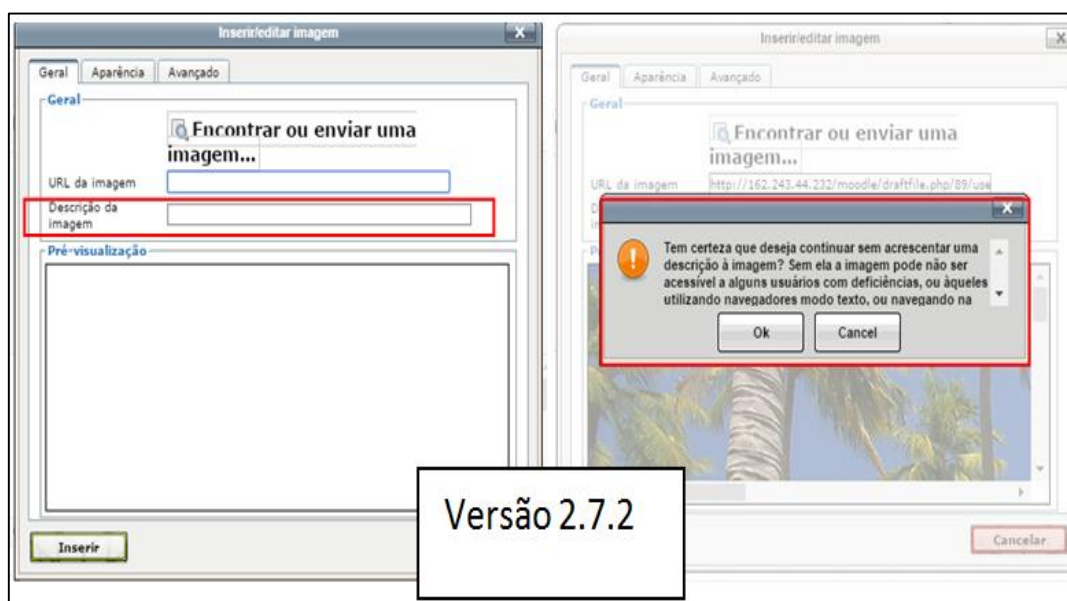 Inserir/editar imagem
X
Geral Aparência Avançado
Geral
Encontrar ou enviar uma
imagem...
URL da imagem
Descrição da
imagem
Pré-visualização
Inserir
Inserir/editar imagem
X
Geral Aparência Avançado
Geral
Encontrar ou enviar uma
imagem...
URL da imagem http://162.243.44.232/moodle/draftfile.php/89/use
X
Tem certeza que deseja continuar sem acrescentar uma
descrição à imagem? Sem ela a imagem pode não ser
acessível a alguns usuários com deficiências, ou àqueles
utilizando navegadores modo texto, ou navegando na
Ok Cancel
Cancelar
Versão 2.7.2